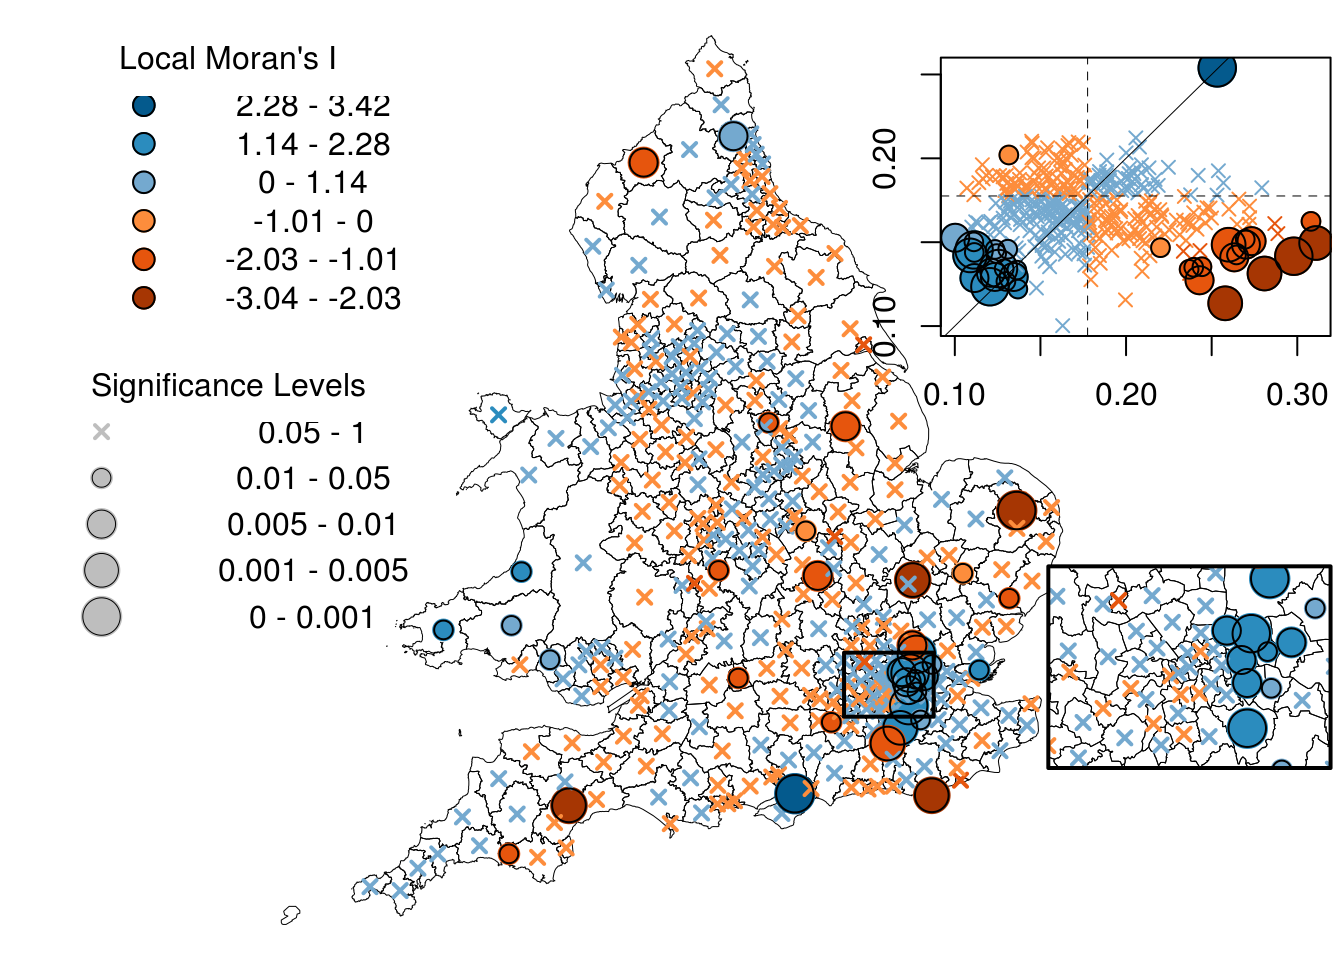 Local Moran's I
2.28 - 3.42
1.14 - 2.28
0 - 1.14
-1.01 - 0
-2.03 - -1.01
-3.04 - -2.03
Significance Levels
0.05 - 1
0.01 - 0.05
0.005 - 0.01
0.001 - 0.005
0 - 0.001
0.20
0.10
0.10 0.20 0.30